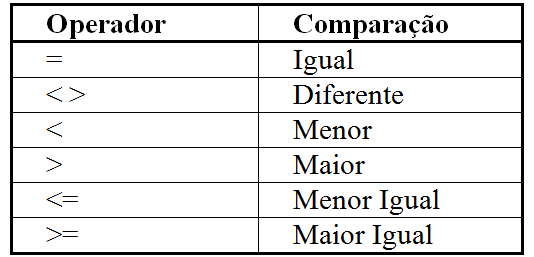 Operador Comparação
= Igual
< > Diferente
< Menor
> Maior
<= Menor Igual
>= Maior Igual